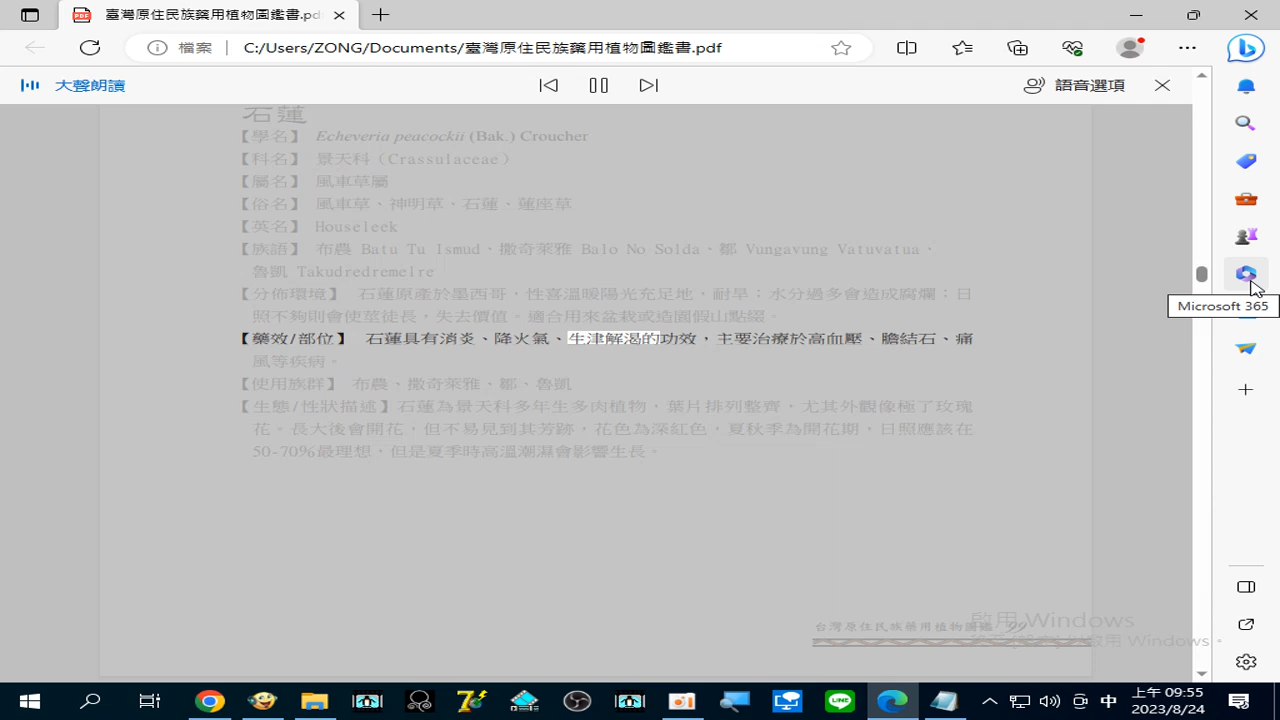 臺灣原住民族藥用植物圖鑑書.pdf
檔案 C:/Users/ZONG/Documents/臺灣原住民族藥用植物圖鑑書.pdf
大聲朗讀
語音選項
石蓮
【學名】 Echeveria peacockii (Bak.) Croucher
【科名】 景天科（Crassulaceae）
【屬名】 風車草屬
【俗名】 風車草、神明草、石蓮、蓮座草
【英名】 Houseleek
【族語】 布農 Batu Tu Ismud、撒奇萊雅 Balo No Solda、鄒 Vungavung Vatuvatua、
魯凱 Takudredremelre
【分佈環境】 石蓮原產於墨西哥，性喜溫暖陽光充足地，耐旱；水分過多會造成腐爛；日
照不夠則會使莖徒長，失去價值。適合用來盆栽或造園假山點綴。
【藥效/部位】 石蓮具有消炎、降火氣、生津解渴的功效，主要治療於高血壓、膽結石、痛
風等疾病。
【使用族群】 布農、撒奇萊雅、鄒、魯凱
【生態/性狀描述】石蓮為景天科多年生多肉植物，葉片排列整齊，尤其外觀像極了玫瑰
花。長大後會開花，但不易見到其芳跡，花色為深紅色，夏秋季為開花期，日照應該在
50-70%最理想，但是夏季時高溫潮濕會影響生長。
Microsoft 365
台灣原住民族藥用植物圖鑑 99
啟用 Windows
啟用 Windows。
中
上午 09:55
2023/8/24